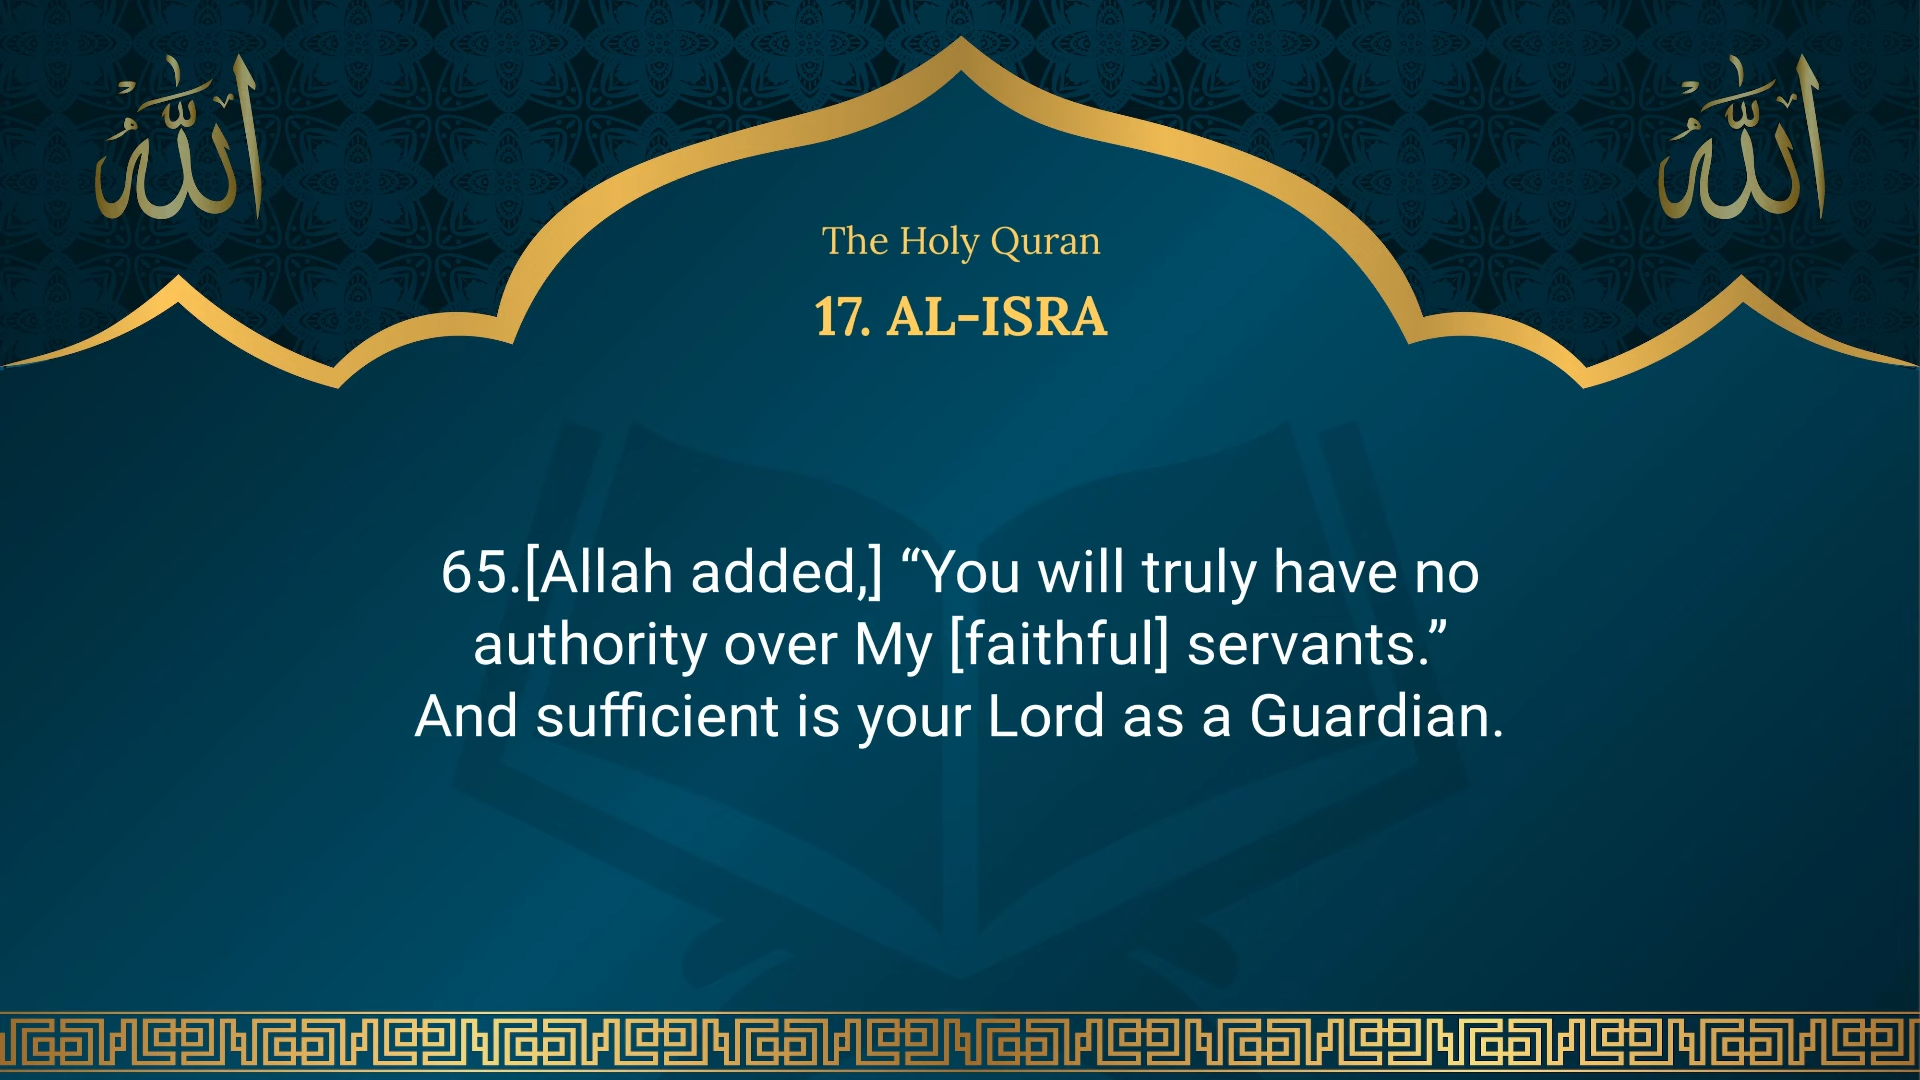 الله
الله
The Holy Quran
17. AL-ISRA
65.[Allah added,] “You will truly have no
authority over My [faithful] servants.”
And sufficient is your Lord as a Guardian.